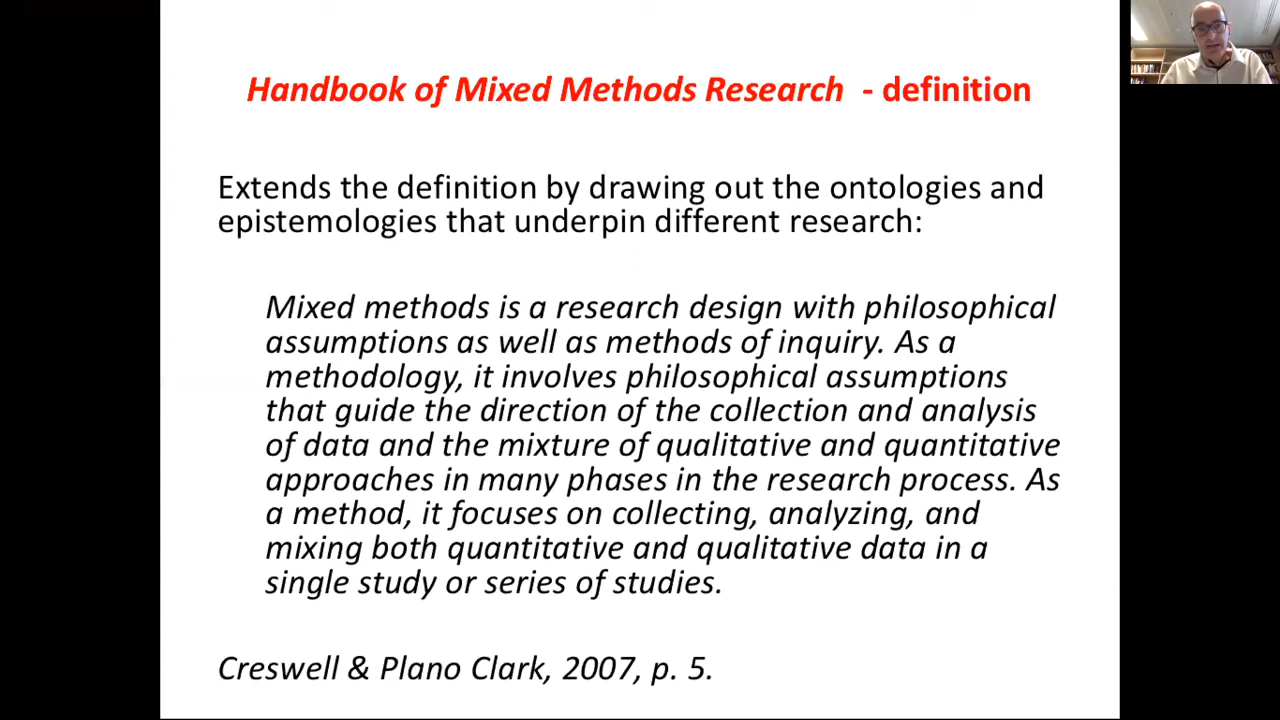 Handbook of Mixed Methods Research - definition
Extends the definition by drawing out the ontologies and
epistemologies that underpin different research:
Mixed methods is a research design with philosophical
assumptions as well as methods of inquiry. As a
methodology, it involves philosophical assumptions
that guide the direction of the collection and analysis
of data and the mixture of qualitative and quantitative
approaches in many phases in the research process. As
a method, it focuses on collecting, analyzing, and
mixing both quantitative and qualitative data in a
single study or series of studies.
Creswell & Plano Clark, 2007, p. 5.